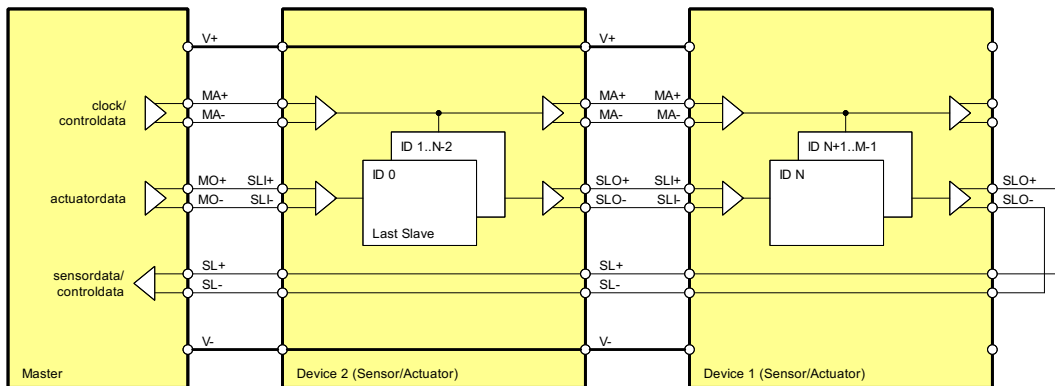 V+
V+
clock/
controldata
MA+
MA-
MA+
MA+
MA-
MA-
ID 1..N-2
ID 0
Last Slave
ID N+1..M-1
ID N
actuatordata
MO+
SLI+
MO-
SLI-
SLO+
SLI+
SLO-
SLI-
SLO+
SLO-
sensordata/
controldata
SL+
SL-
SL+
SL-
V-
V-
Master
Device 2 (Sensor/Actuator)
Device 1 (Sensor/Actuator)